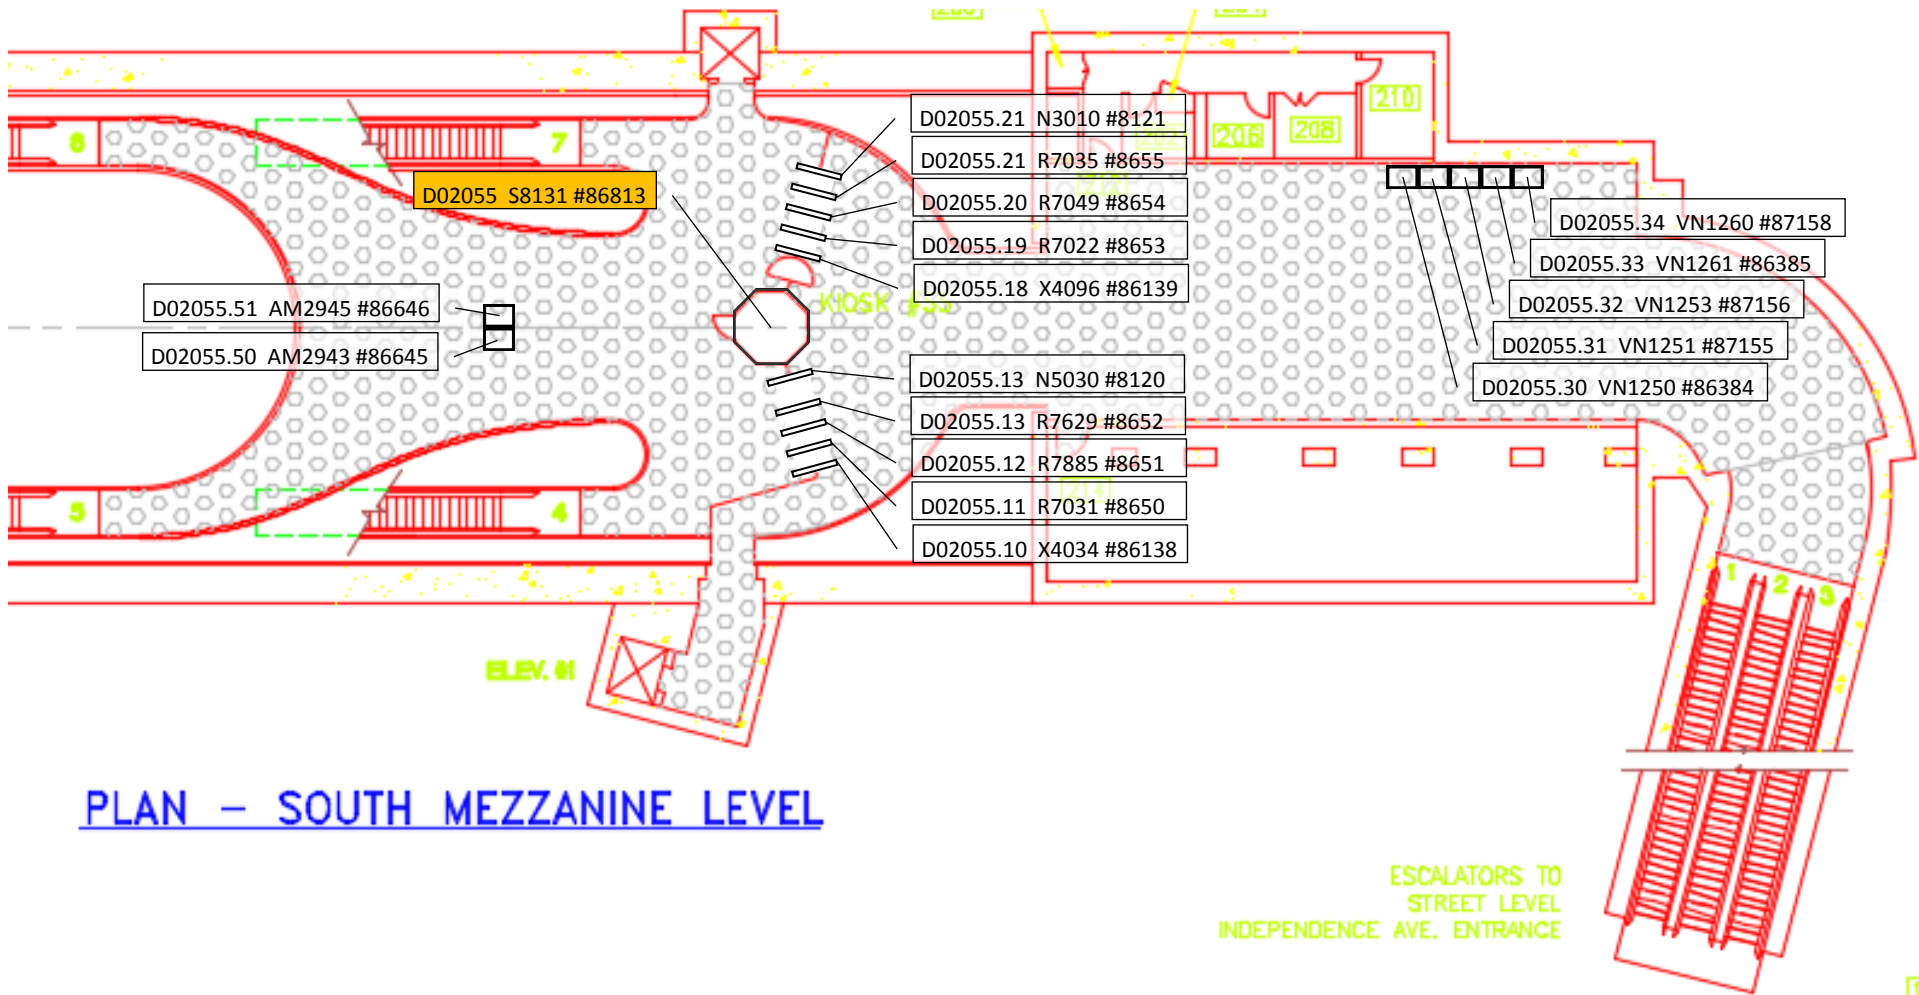 204
210
208
206
202
212
6
7
D02055.21 N3010 #8121
D02055.21 R7035 #8655
D02055 S8131 #86813
D02055.20 R7049 #8654
D02055.19 R7022 #8653
D02055.18 X4096 #86139
KIOSK #55
D02055.34 VN1260 #87158
D02055.33 VN1261 #86385
D02055.32 VN1253 #87156
D02055.31 VN1251 #87155
D02055.30 VN1250 #86384
D02055.51 AM2945 #86646
D02055.50 AM2943 #86645
D02055.13 N5030 #8120
D02055.13 R7629 #8652
D02055.12 R7885 #8651
D02055.11 R7031 #8650
D02055.10 X4034 #86138
214
5
4
1
2
3
ELEV. #1
PLAN – SOUTH MEZZANINE LEVEL
ESCALATORS TO
STREET LEVEL
INDEPENDENCE AVE. ENTRANCE